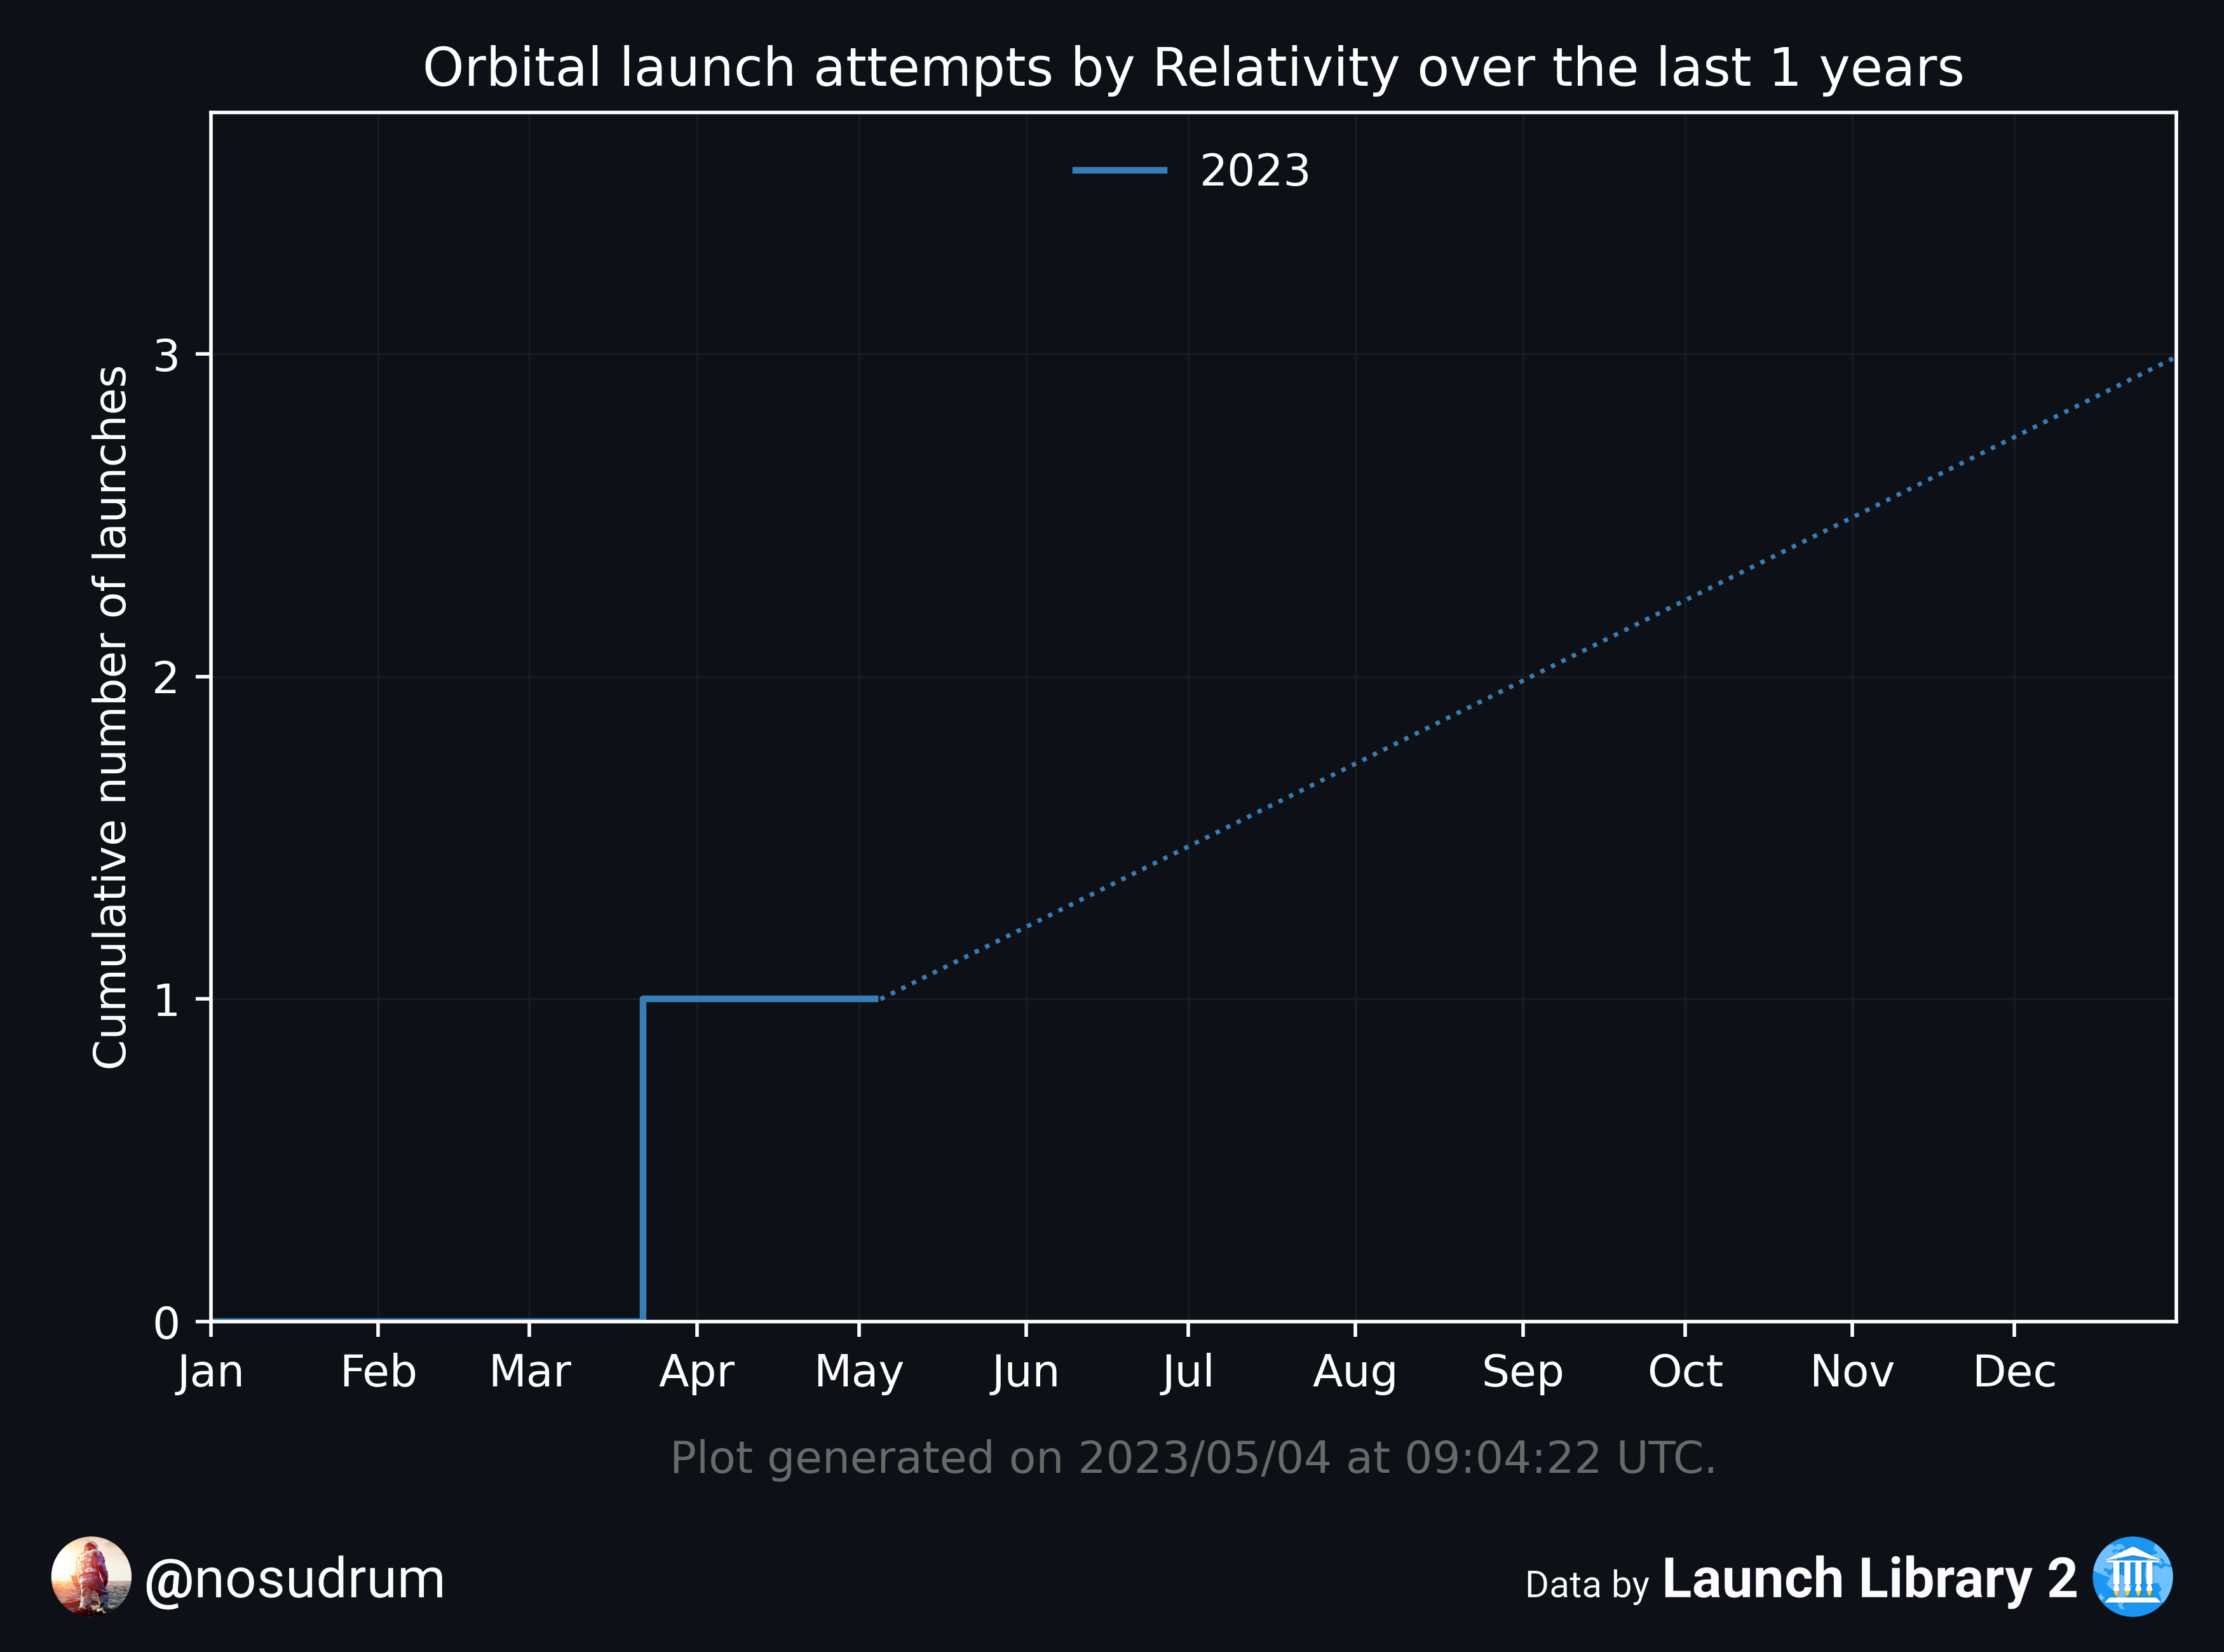 Orbital launch attempts by Relativity over the last 1 years
2023
Cumulative number of launches
3
2
1
0
Jan Feb Mar Apr May Jun Jul Aug Sep Oct Nov Dec
Plot generated on 2023/05/04 at 09:04:22 UTC.
@nosudrum
Data by Launch Library 2